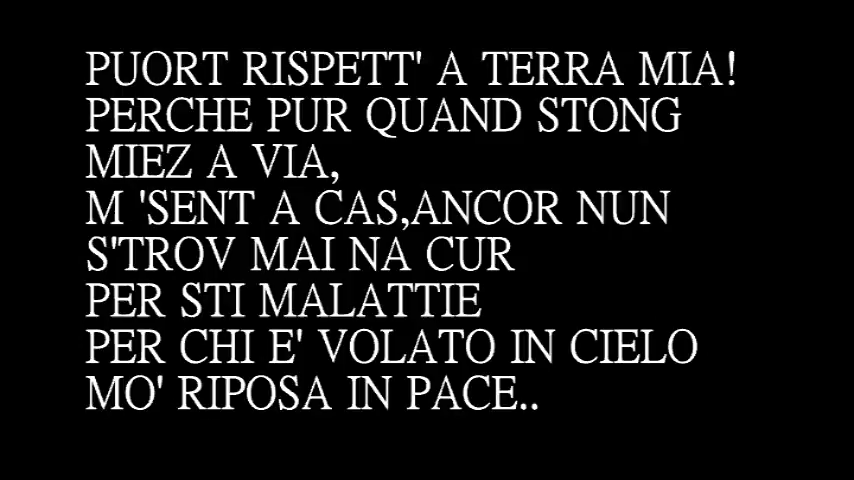 PUORT RISPETT' A TERRA MIA!
PERCHE PUR QUAND STONG
MIEZ A VIA,
M 'SENT A CAS,ANCOR NUN
S'TROV MAI NA CUR
PER STI MALATTIE
PER CHI E' VOLATO IN CIELO
MO' RIPOSA IN PACE..